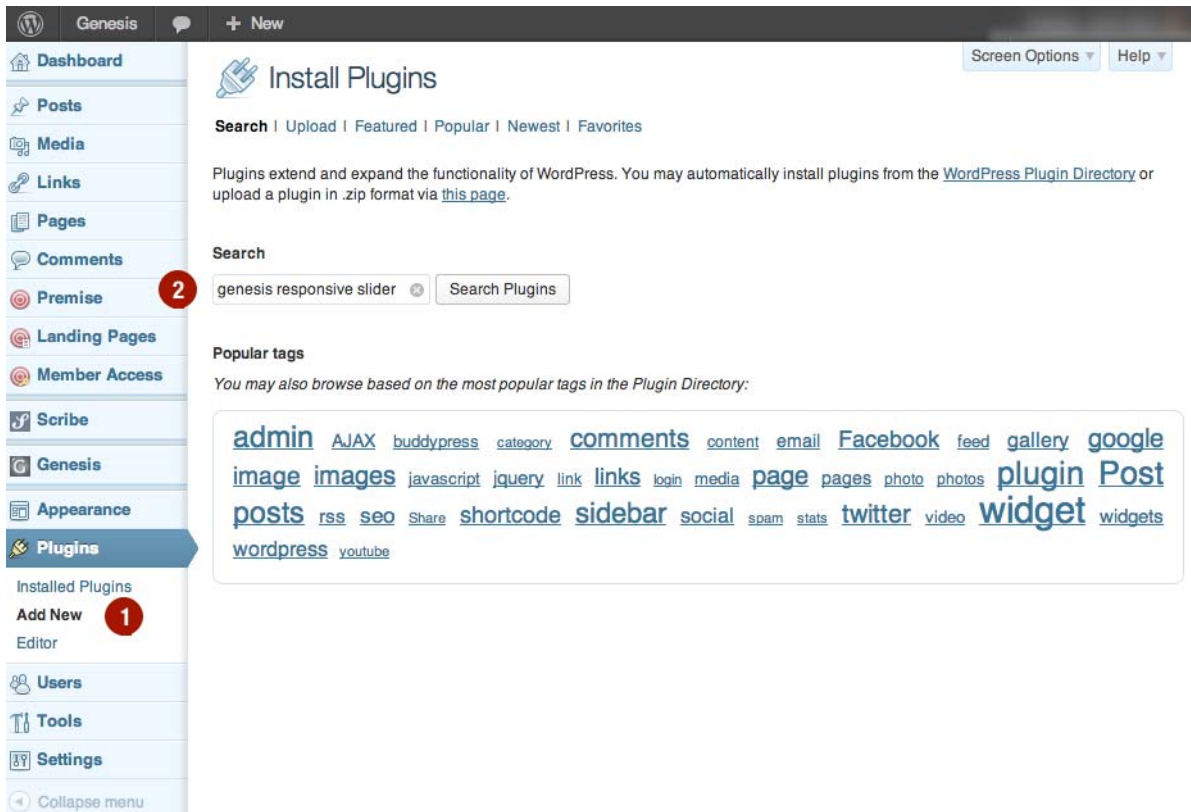 Genesis + New
Screen Options Help
Dashboard
Posts
Media
Links
Pages
Comments
Premise
Landing Pages
Member Access
Scribe
Genesis
Appearance
Plugins
Installed Plugins
Add New 1
Editor
Users
Tools
Settings
Collapse menu
Install Plugins
Search | Upload | Featured | Popular | Newest | Favorites
Plugins extend and expand the functionality of WordPress. You may automatically install plugins from the WordPress Plugin Directory or
upload a plugin in .zip format via this page.
Search
2 genesis responsive slider Search Plugins
Popular tags
You may also browse based on the most popular tags in the Plugin Directory:
admin AJAX buddypress category comments content email Facebook feed gallery google
image images javascript jquery link links login media page pages photo photos plugin Post
posts rss seo Share shortcode sidebar social spam stats twitter video widget widgets
wordpress youtube